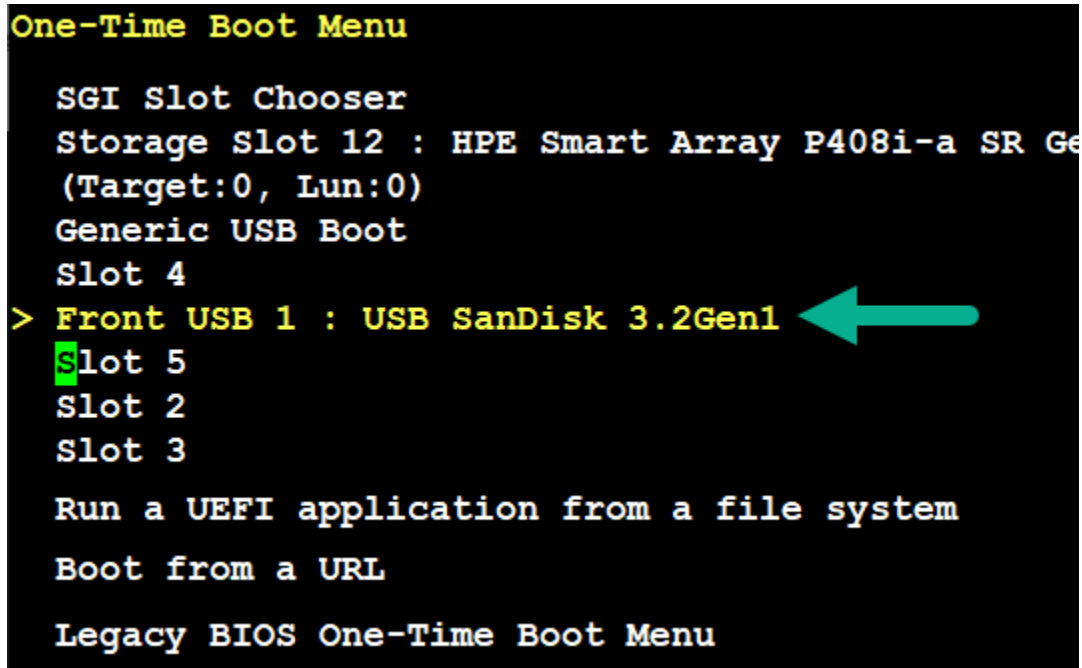 One-Time Boot Menu
SGI Slot Chooser
Storage Slot 12 : HPE Smart Array P408i-a SR Ge
(Target:0, Lun:0)
Generic USB Boot
Slot 4
> Front USB 1 : USB SanDisk 3.2Gen1
Slot 5
Slot 2
Slot 3
Run a UEFI application from a file system
Boot from a URL
Legacy BIOS One-Time Boot Menu